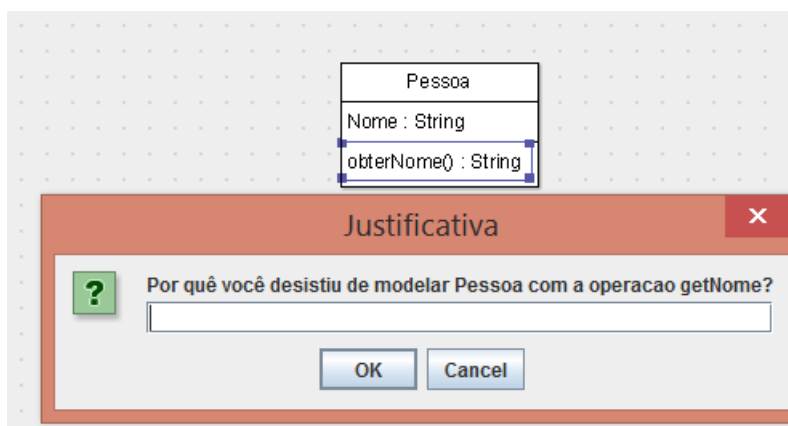 Pessoa
Nome : String
obterNome() : String
Justificativa
X
?
Por quê você desistiu de modelar Pessoa com a operacao getNome?
OK
Cancel